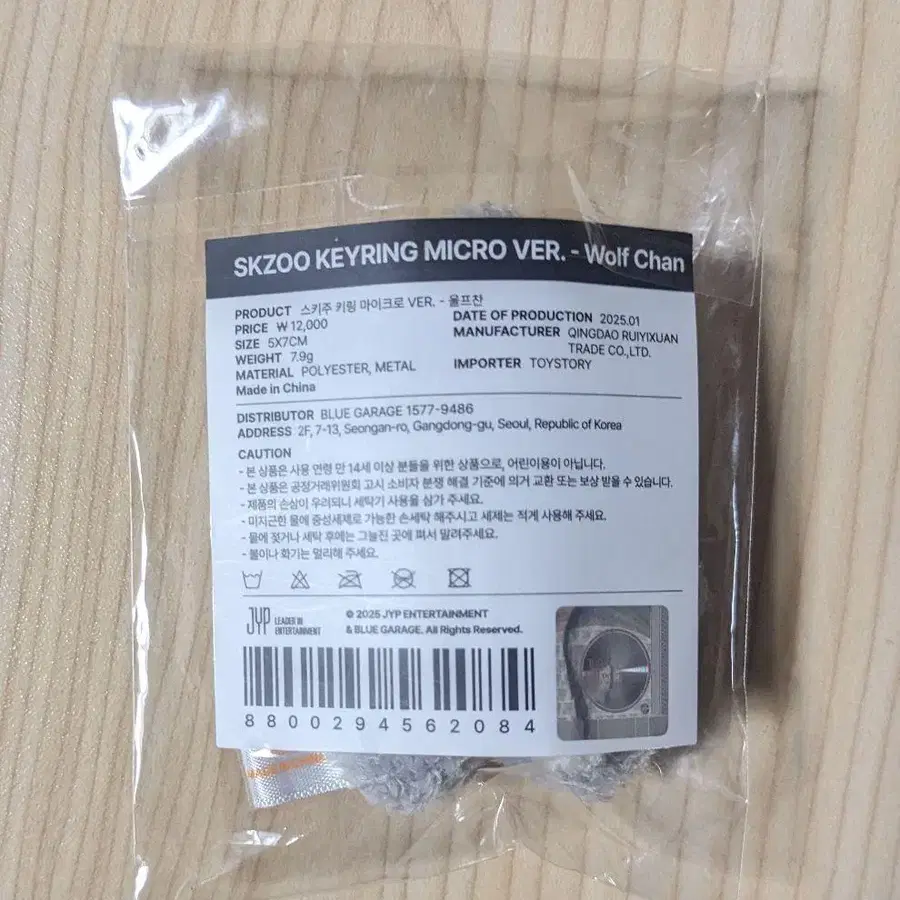 SKZOO KEYRING MICRO VER. - Wolf Chan
PRODUCT 스키주 키링 마이크로 VER. - 울프찬
PRICE ₩ 12,000
SIZE 5X7CM
WEIGHT 7.9g
MATERIAL POLYESTER, METAL
Made in China
DATE OF PRODUCTION 2025.01
MANUFACTURER QINGDAO RUIYIXUAN
TRADE CO.,LTD.
IMPORTER TOYSTORY
DISTRIBUTOR BLUE GARAGE 1577-9486
ADDRESS 2F, 7-13, Seongan-ro, Gangdong-gu, Seoul, Republic of Korea
CAUTION
- 본 상품은 사용 연령 만 14세 이상 분들을 위한 상품으로, 어린이용이 아닙니다.
- 본 상품은 공정거래위원회 고시 소비자 분쟁 해결 기준에 의거 교환 또는 보상 받을 수 있습니다.
- 제품의 손상이 우려되니 세탁기 사용을 삼가 주세요.
- 미지근한 물에 중성세제로 가능한 손세탁 해주시고 세제는 적게 사용해 주세요.
- 물에 젖거나 세탁 후에는 그늘진 곳에 펴서 말려주세요.
- 불이나 화기는 멀리해 주세요.
JYP LEADER IN
ENTERTAINMENT
© 2025 JYP ENTERTAINMENT
& BLUE GARAGE. All Rights Reserved.
8800294562084